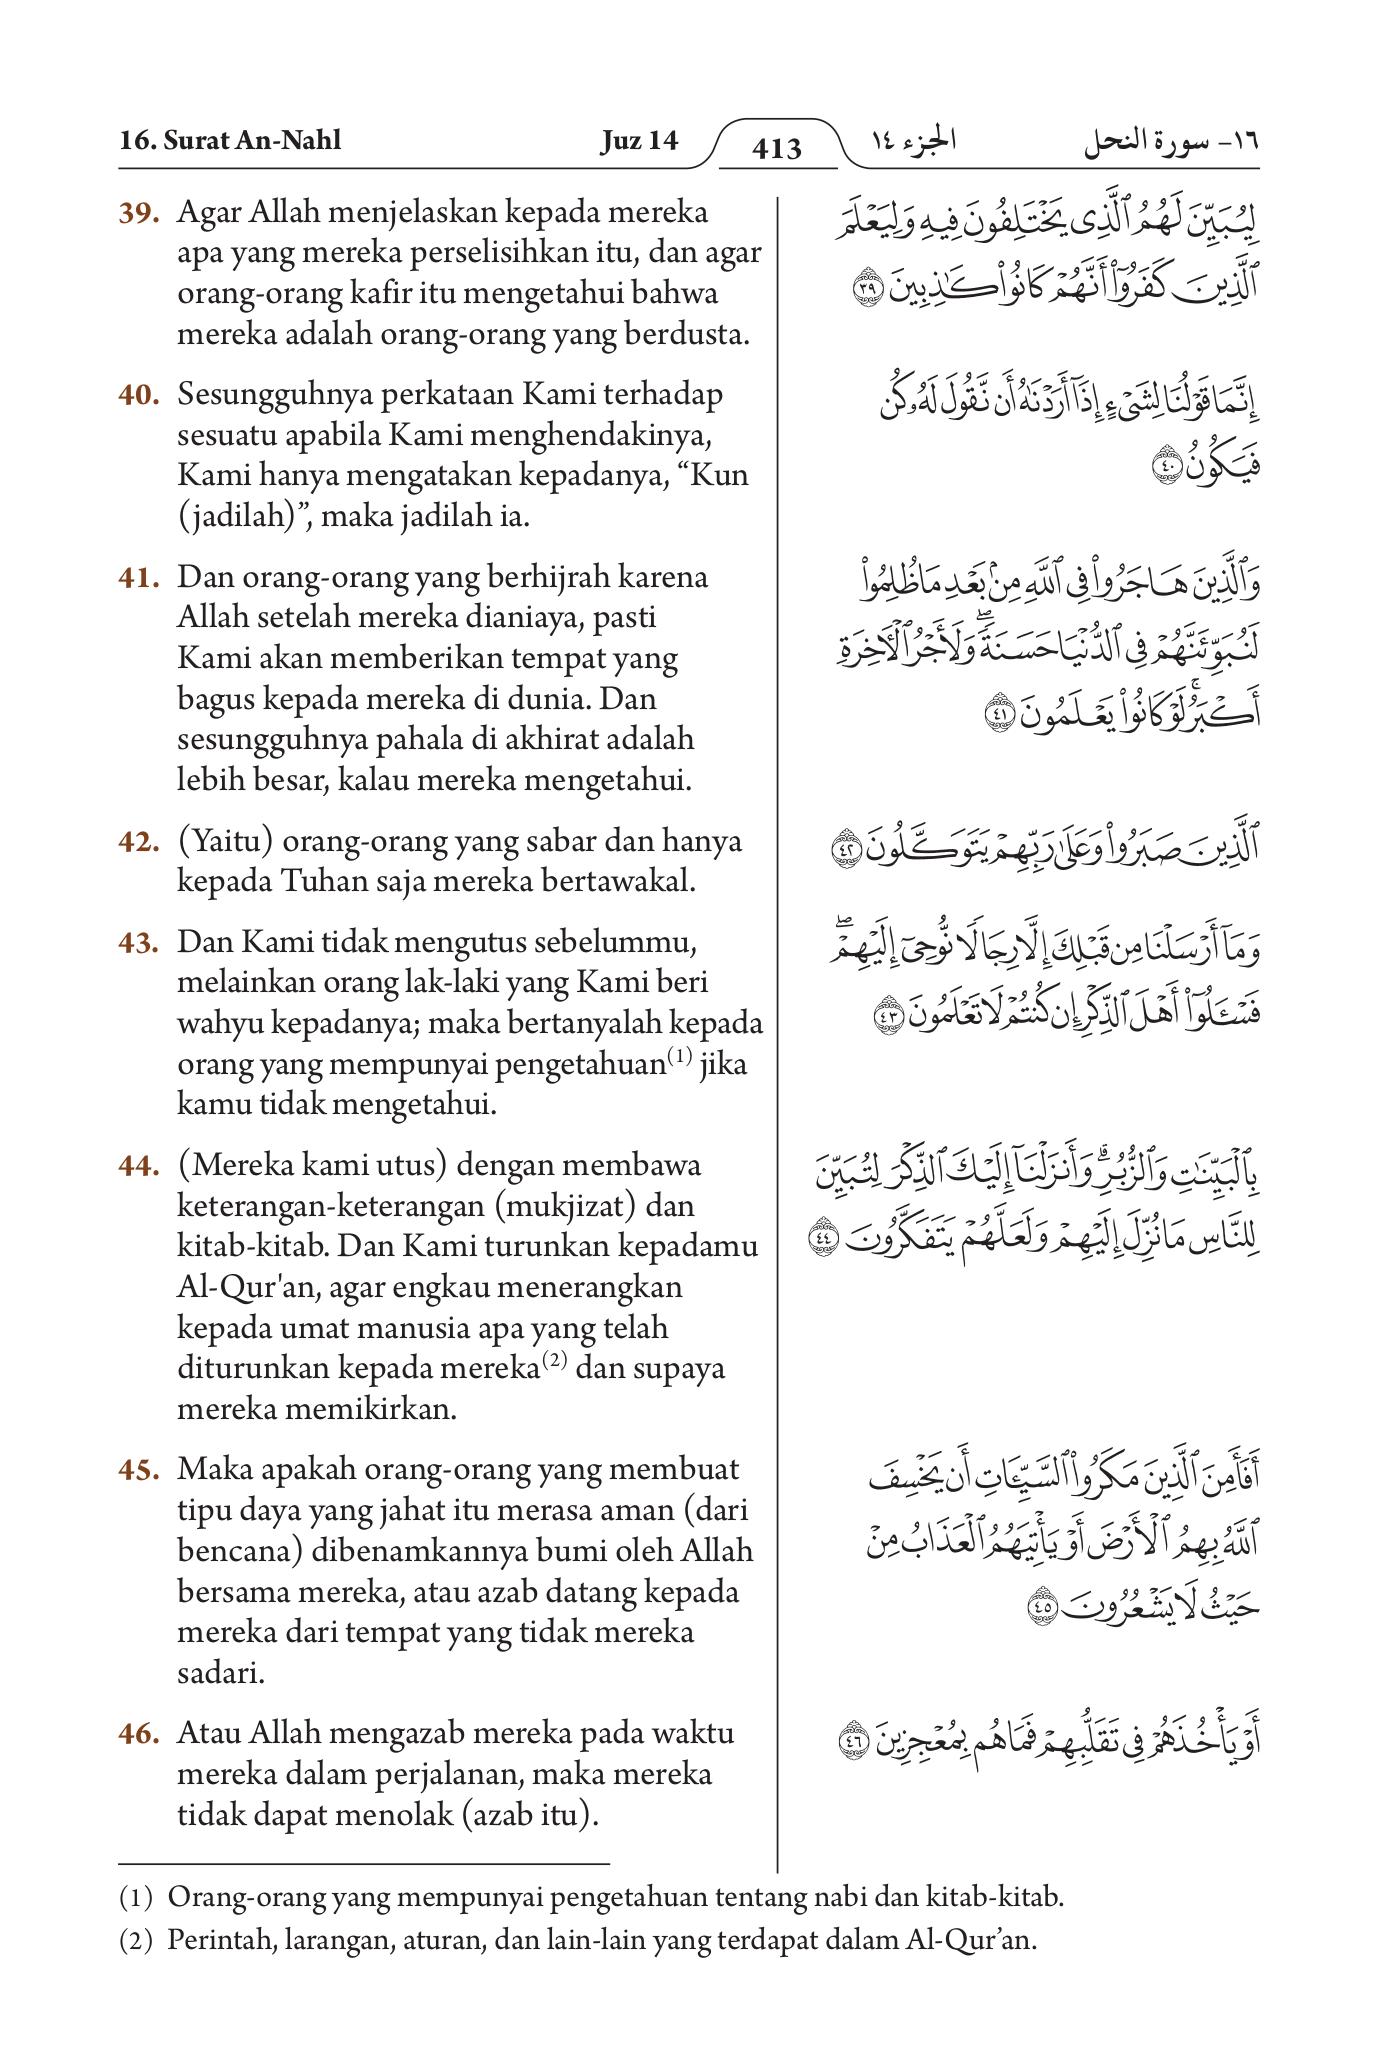 16. Surat An-Nahl Juz 14 413 الجزء ١٤ ١٦- سورة النحل
39. Agar Allah menjelaskan kepada mereka
apa yang mereka perselisihkan itu, dan agar
orang-orang kafir itu mengetahui bahwa
mereka adalah orang-orang yang berdusta.
40. Sesungguhnya perkataan Kami terhadap
sesuatu apabila Kami menghendakinya,
Kami hanya mengatakan kepadanya, “Kun
(jadilah)”, maka jadilah ia.
41. Dan orang-orang yang berhijrah karena
Allah setelah mereka dianiaya, pasti
Kami akan memberikan tempat yang
bagus kepada mereka di dunia. Dan
sesungguhnya pahala di akhirat adalah
lebih besar, kalau mereka mengetahui.
42. (Yaitu) orang-orang yang sabar dan hanya
kepada Tuhan saja mereka bertawakal.
43. Dan Kami tidak mengutus sebelummu,
melainkan orang lak-laki yang Kami beri
wahyu kepadanya; maka bertanyalah kepada
orang yang mempunyai pengetahuan(1) jika
kamu tidak mengetahui.
44. (Mereka kami utus) dengan membawa
keterangan-keterangan (mukjizat) dan
kitab-kitab. Dan Kami turunkan kepadamu
Al-Qur'an, agar engkau menerangkan
kepada umat manusia apa yang telah
diturunkan kepada mereka(2) dan supaya
mereka memikirkan.
45. Maka apakah orang-orang yang membuat
tipu daya yang jahat itu merasa aman (dari
bencana) dibenamkannya bumi oleh Allah
bersama mereka, atau azab datang kepada
mereka dari tempat yang tidak mereka
sadari.
46. Atau Allah mengazab mereka pada waktu
mereka dalam perjalanan, maka mereka
tidak dapat menolak (azab itu).
لِيُبَيِّنَ لَهُمُ ٱلَّذِى يَخْتَلِفُونَ فِيهِ وَلِيَعْلَمَ
ٱلَّذِينَ كَفَرُوٓا۟ أَنَّهُمْ كَانُوا۟ كَـٰذِبِينَ ٣٩
إِنَّمَا قَوْلُنَا لِشَىْءٍ إِذَآ أَرَدْنَـٰهُ أَن نَّقُولَ لَهُۥ كُن
فَيَكُونُ ٤٠
وَٱلَّذِينَ هَاجَرُوا۟ فِى ٱللَّهِ مِنۢ بَعْدِ مَا ظُلِمُوا۟
لَنُبَوِّئَنَّهُمْ فِى ٱلدُّنْيَا حَسَنَةً ۖ وَلَأَجْرُ ٱلْـَٔاخِرَةِ
أَكْبَرُ ۚ لَوْ كَانُوا۟ يَعْلَمُونَ ٤١
ٱلَّذِينَ صَبَرُوا۟ وَعَلَىٰ رَبِّهِمْ يَتَوَكَّلُونَ ٤٢
وَمَآ أَرْسَلْنَا مِن قَبْلِكَ إِلَّا رِجَالًا نُّوحِىٓ إِلَيْهِمْ ۖ
فَسْـَٔلُوٓا۟ أَهْلَ ٱلذِّكْرِ إِن كُنتُمْ لَا تَعْلَمُونَ ٤٣
بِٱلْبَيِّنَـٰتِ وَٱلزُّبُرِ ۗ وَأَنزَلْنَآ إِلَيْكَ ٱلذِّكْرَ لِتُبَيِّنَ
لِلنَّاسِ مَا نُزِّلَ إِلَيْهِمْ وَلَعَلَّهُمْ يَتَفَكَّرُونَ ٤٤
أَفَأَمِنَ ٱلَّذِينَ مَكَرُوا۟ ٱلسَّيِّـَٔاتِ أَن يَخْسِفَ
ٱللَّهُ بِهِمُ ٱلْأَرْضَ أَوْ يَأْتِيَهُمُ ٱلْعَذَابُ مِنْ
حَيْثُ لَا يَشْعُرُونَ ٤٥
أَوْ يَأْخُذَهُمْ فِى تَقَلُّبِهِمْ فَمَا هُم بِمُعْجِزِينَ ٤٦
(1) Orang-orang yang mempunyai pengetahuan tentang nabi dan kitab-kitab.
(2) Perintah, larangan, aturan, dan lain-lain yang terdapat dalam Al-Qur’an.